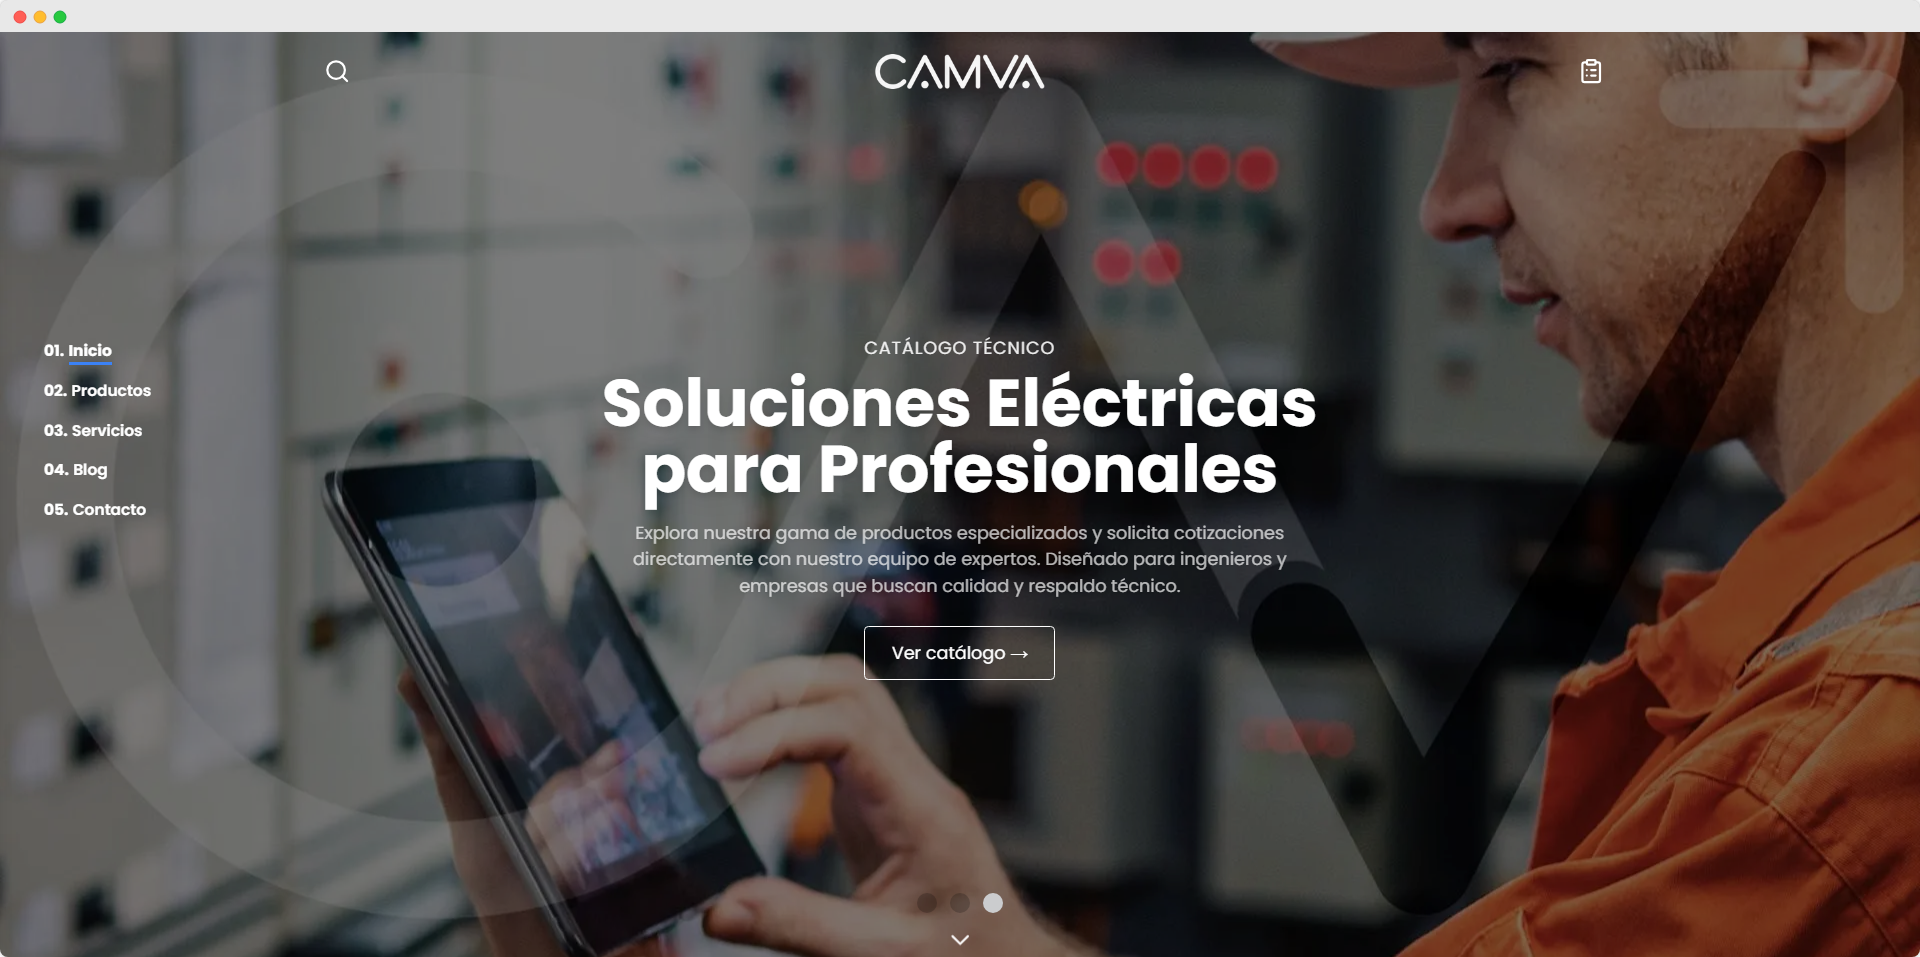 CAMVA
01. Inicio
02. Productos
03. Servicios
04. Blog
05. Contacto
CATÁLOGO TÉCNICO
Soluciones Eléctricas
para Profesionales
Explora nuestra gama de productos especializados y solicita cotizaciones
directamente con nuestro equipo de expertos. Diseñado para ingenieros y
empresas que buscan calidad y respaldo técnico.
Ver catálogo →